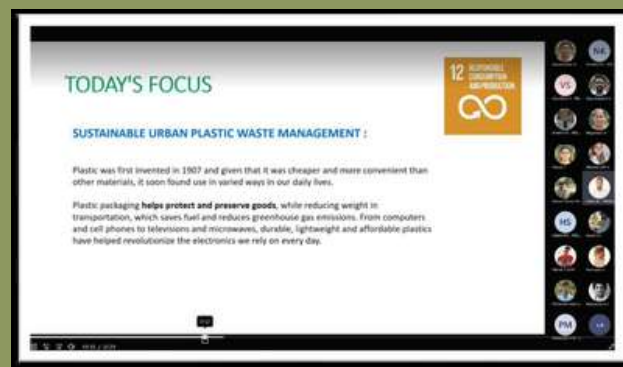 TODAY'S FOCUS
12 RESPONSIBLE
CONSUMPTION
AND PRODUCTION
SUSTAINABLE URBAN PLASTIC WASTE MANAGEMENT :
Plastic was first invented in 1907 and given that it was cheaper and more convenient than
other materials, it soon found use in varied ways in our daily lives.
Plastic packaging helps protect and preserve goods, while reducing weight in
transportation, which saves fuel and reduces greenhouse gas emissions. From computers
and cell phones to televisions and microwaves, durable, lightweight and affordable plastics
have helped revolutionize the electronics we rely on every day.
NK
VS
HS
PM